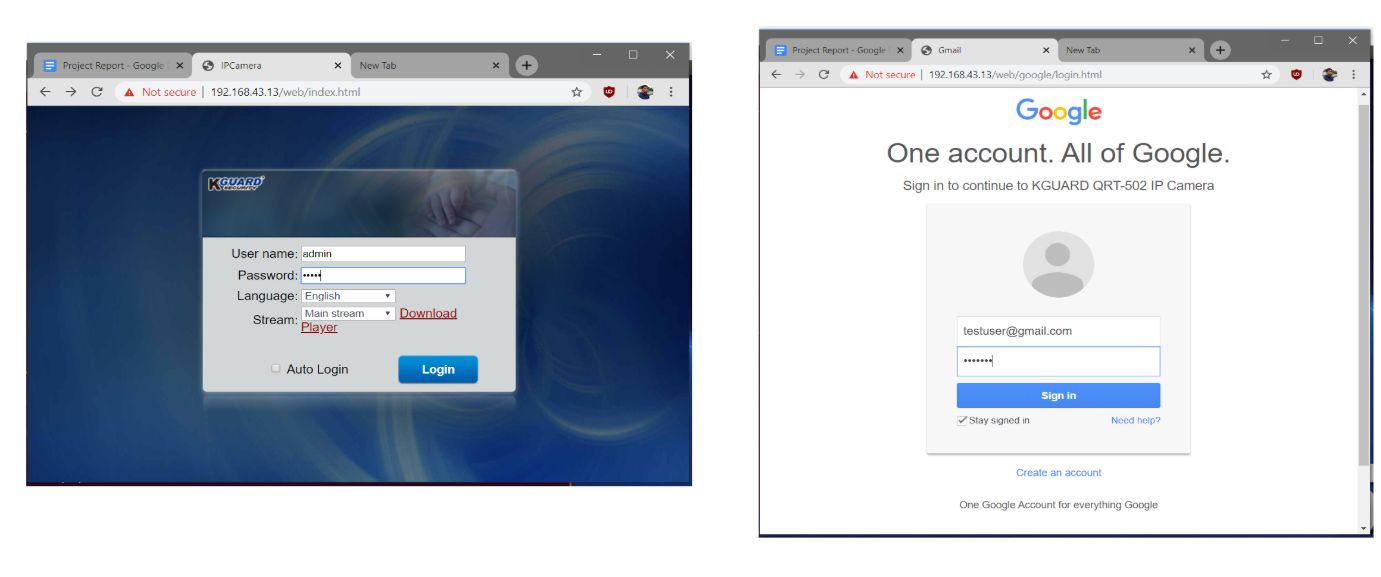 Project Report - Google
IPCamera
New Tab
Not secure | 192.168.43.13/web/index.html
KGUARD
SECURITY
User name: admin
Password: •••••
Language: English
Stream: Main stream Download
Player
Auto Login Login
Project Report - Google
Gmail
New Tab
Not secure | 192.168.43.13/web/google/login.html
Google
One account. All of Google.
Sign in to continue to KGUARD QRT-502 IP Camera
testuser@gmail.com
•••••••
Sign in
Stay signed in Need help?
Create an account
One Google Account for everything Google